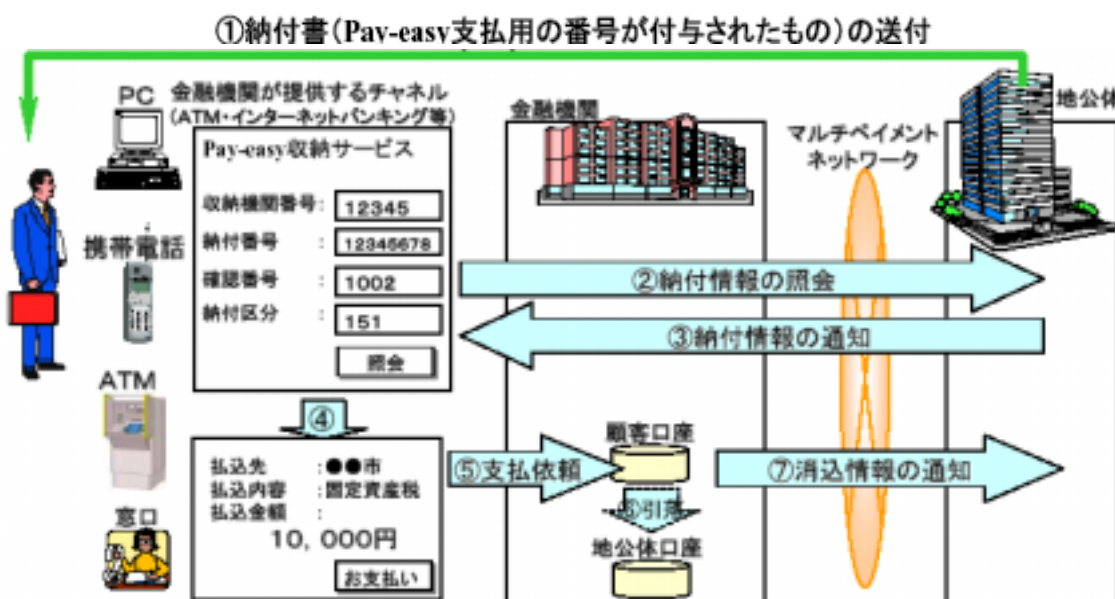 ①納付書(Pay-easy支払用の番号が付与されたもの)の送付
PC
金融機関が提供するチャネル
(ATM・インターネットバンキング等)
金融機関
マルチペイメント
ネットワーク
地公体
Pay-easy収納サービス
収納機関番号: 12345
納付番号 : 12345678
確認番号 : 1002
納付区分 : 151
照会
携帯電話
②納付情報の照会
③納付情報の通知
ATM
④
払込先 :●●市
払込内容 :固定資産税
払込金額 :
10,000円
お支払い
窓口
⑤支払依頼
顧客口座
⑥引落
地公体口座
⑦消込情報の通知